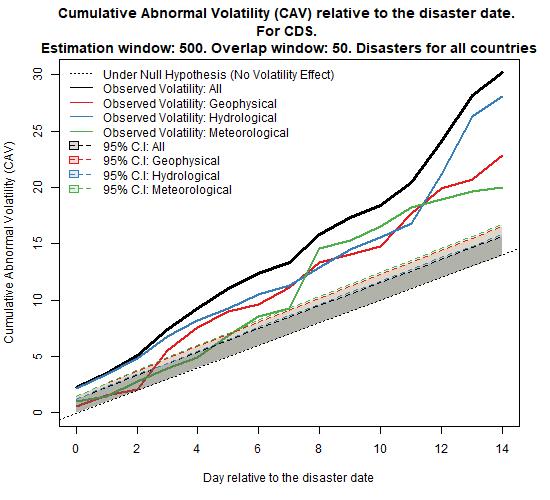 Cumulative Abnormal Volatility (CAV) relative to the disaster date.
For CDS.
Estimation window: 500. Overlap window: 50. Disasters for all countries
Under Null Hypothesis (No Volatility Effect)
Observed Volatility: All
Observed Volatility: Geophysical
Observed Volatility: Hydrological
Observed Volatility: Meteorological
95% C.I: All
95% C.I: Geophysical
95% C.I: Hydrological
95% C.I: Meteorological
Cumulative Abnormal Volatility (CAV)
30
25
20
15
10
5
0
0 2 4 6 8 10 12 14
Day relative to the disaster date